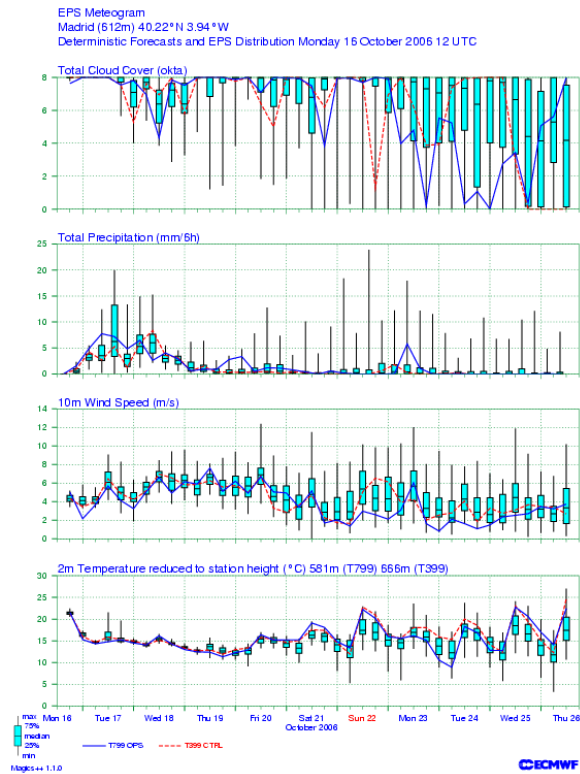 EPS Meteogram
Madrid (612m) 40.22°N 3.94°W
Deterministic Forecasts and EPS Distribution Monday 16 October 2006 12 UTC
Total Cloud Cover (okta)
8
6
4
2
0
Total Precipitation (mm/6h)
25
20
15
10
5
0
10m Wind Speed (m/s)
14
12
10
8
6
4
2
0
2m Temperature reduced to station height (°C) 581m (T799) 666m (T399)
30
25
20
15
10
5
0
Mon 16 Tue 17 Wed 18 Thu 19 Fri 20 Sat 21 Sun 22 Mon 23 Tue 24 Wed 25 Thu 26
October 2006
max
75%
median
25%
min
T799 OPS T399 CTRL
Magics++ 1.1.0
ECMWF